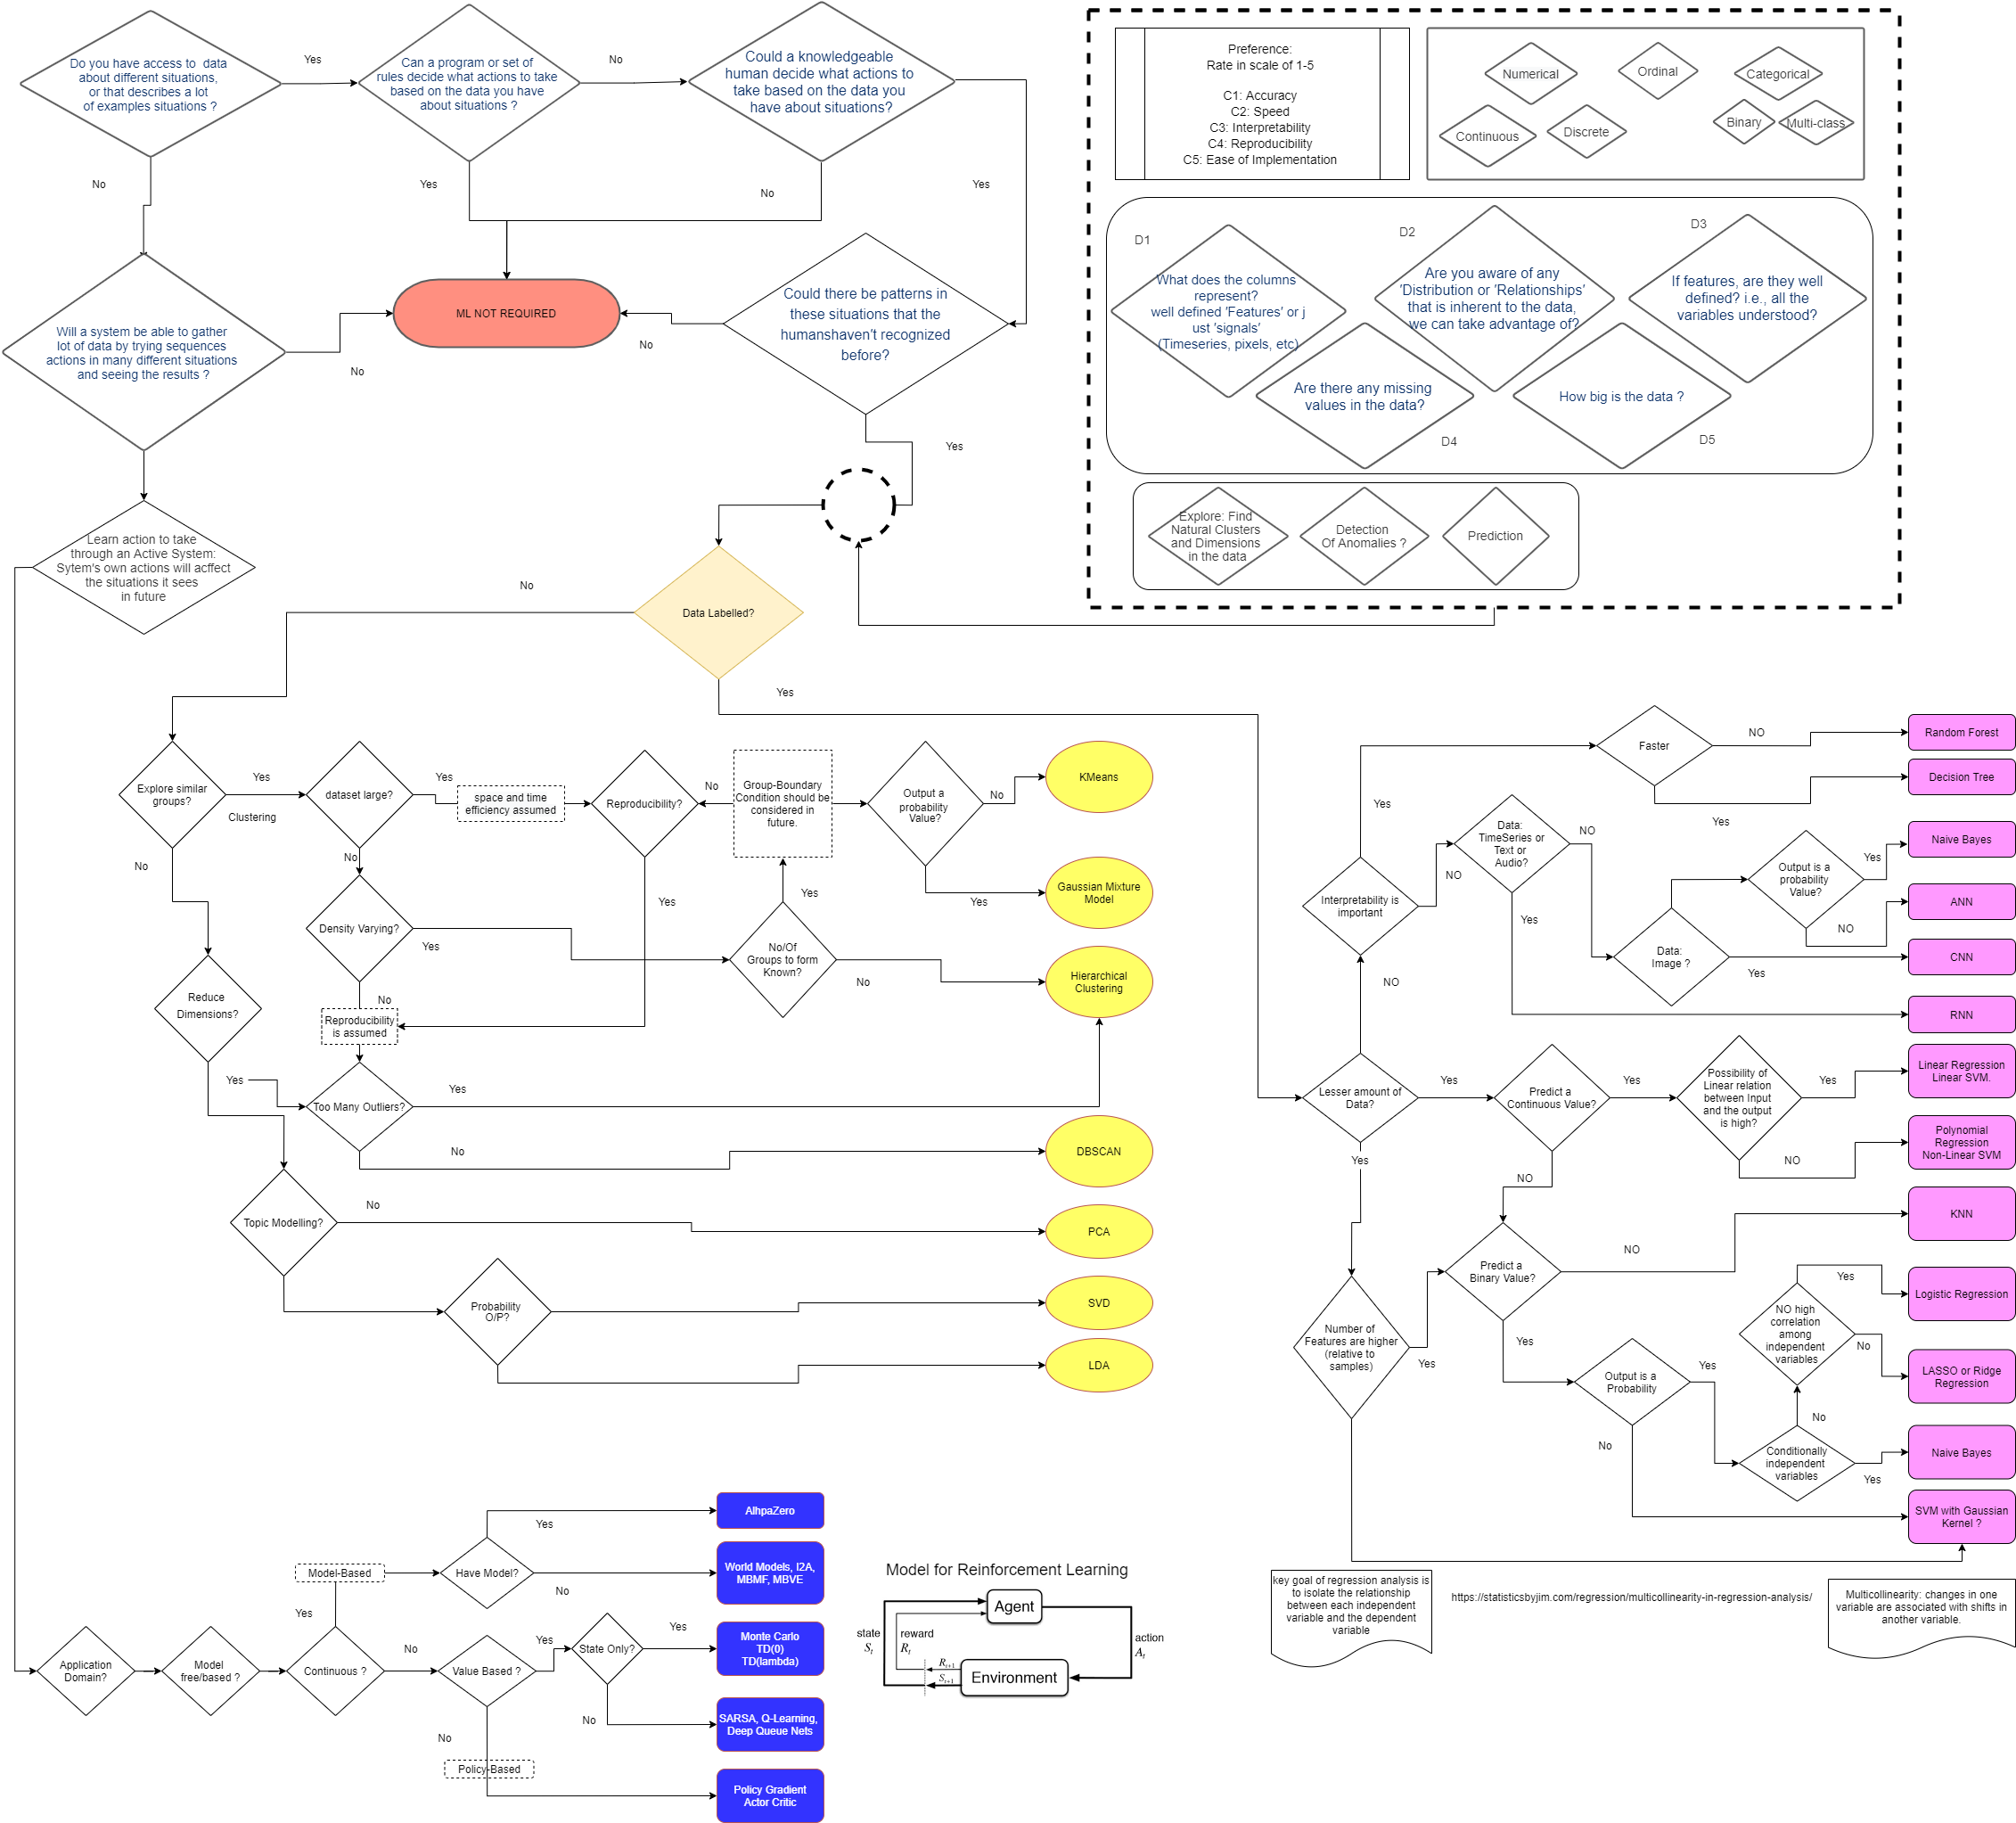 Do you have access to  data
about different situations,
or that describes a lot
of examples situations ?
Yes
Can a program or set of
rules decide what actions to take
based on the data you have
about situations ?
No
Could a knowledgeable
human decide what actions to
take based on the data you
have about situations?
No
Yes
No
Yes
Will a system be able to gather
lot of data by trying sequences
actions in many different situations
and seeing the results ?
No
ML NOT REQUIRED
No
Could there be patterns in
these situations that the
humanshaven't recognized
before?
Yes
Learn action to take
through an Active System:
Sytem's own actions will acffect
the situations it sees
in future
Preference:
Rate in scale of 1-5
C1: Accuracy
C2: Speed
C3: Interpretability
C4: Reproducibility
C5: Ease of Implementation
Numerical
Ordinal
Categorical
Continuous
Discrete
Binary
Multi-class
D1
What does the columns
represent?
well defined 'Features' or j
ust 'signals'
(Timeseries, pixels, etc)
D2
Are you aware of any
'Distribution or 'Relationships'
that is inherent to the data,
we can take advantage of?
D3
If features, are they well
defined? i.e., all the
variables understood?
Are there any missing
values in the data?
D4
How big is the data ?
D5
Explore: Find
Natural Clusters
and Dimensions
in the data
Detection
Of Anomalies ?
Prediction
No
Data Labelled?
Yes
Explore similar
groups?
Yes
Clustering
No
dataset large?
Yes
No
space and time
efficiency assumed
Reproducibility?
No
Yes
Group-Boundary
Condition should be
considered in
future.
Output a
probability
Value?
No
Yes
KMeans
Gaussian Mixture
Model
Density Varying?
Yes
No
No/Of
Groups to form
Known?
Yes
No
Hierarchical
Clustering
Reduce
Dimensions?
Reproducibility
is assumed
Yes
Too Many Outliers?
Yes
No
DBSCAN
Topic Modelling?
No
PCA
Probability
O/P?
SVD
LDA
Faster
NO
Yes
Random Forest
Decision Tree
Yes
Interpretability is
important
NO
Data:
TimeSeries or
Text or
Audio?
NO
Yes
Output is a
probability
Value?
Yes
NO
Naive Bayes
ANN
Data:
Image ?
Yes
CNN
RNN
NO
Lesser amount of
Data?
Yes
Yes
Predict a
Continuous Value?
Yes
NO
Possibility of
Linear relation
between Input
and the output
is high?
Yes
NO
Linear Regression
Linear SVM.
Polynomial
Regression
Non-Linear SVM
Predict a
Binary Value?
NO
Yes
KNN
Number of
Features are higher
(relative to
samples)
Yes
Output is a
Probability
Yes
No
NO high
correlation
among
independent
variables
Yes
No
Logistic Regression
LASSO or Ridge
Regression
Conditionally
independent
variables
No
Yes
Naive Bayes
SVM with Gaussian
Kernel ?
key goal of regression analysis is
to isolate the relationship
between each independent
variable and the dependent
variable
https://statisticsbyjim.com/regression/multicollinearity-in-regression-analysis/
Multicollinearity: changes in one
variable are associated with shifts in
another variable.
Application
Domain?
Model
free/based ?
Continuous ?
Yes
No
Model-Based
Have Model?
Yes
No
AlhpaZero
World Models, I2A,
MBMF, MBVE
Value Based ?
Yes
No
Policy-Based
State Only?
Yes
No
Monte Carlo
TD(0)
TD(lambda)
SARSA, Q-Learning,
Deep Queue Nets
Policy Gradient
Actor Critic
Model for Reinforcement Learning
Agent
state
St
reward
Rt
action
At
Rt+1
St+1
Environment